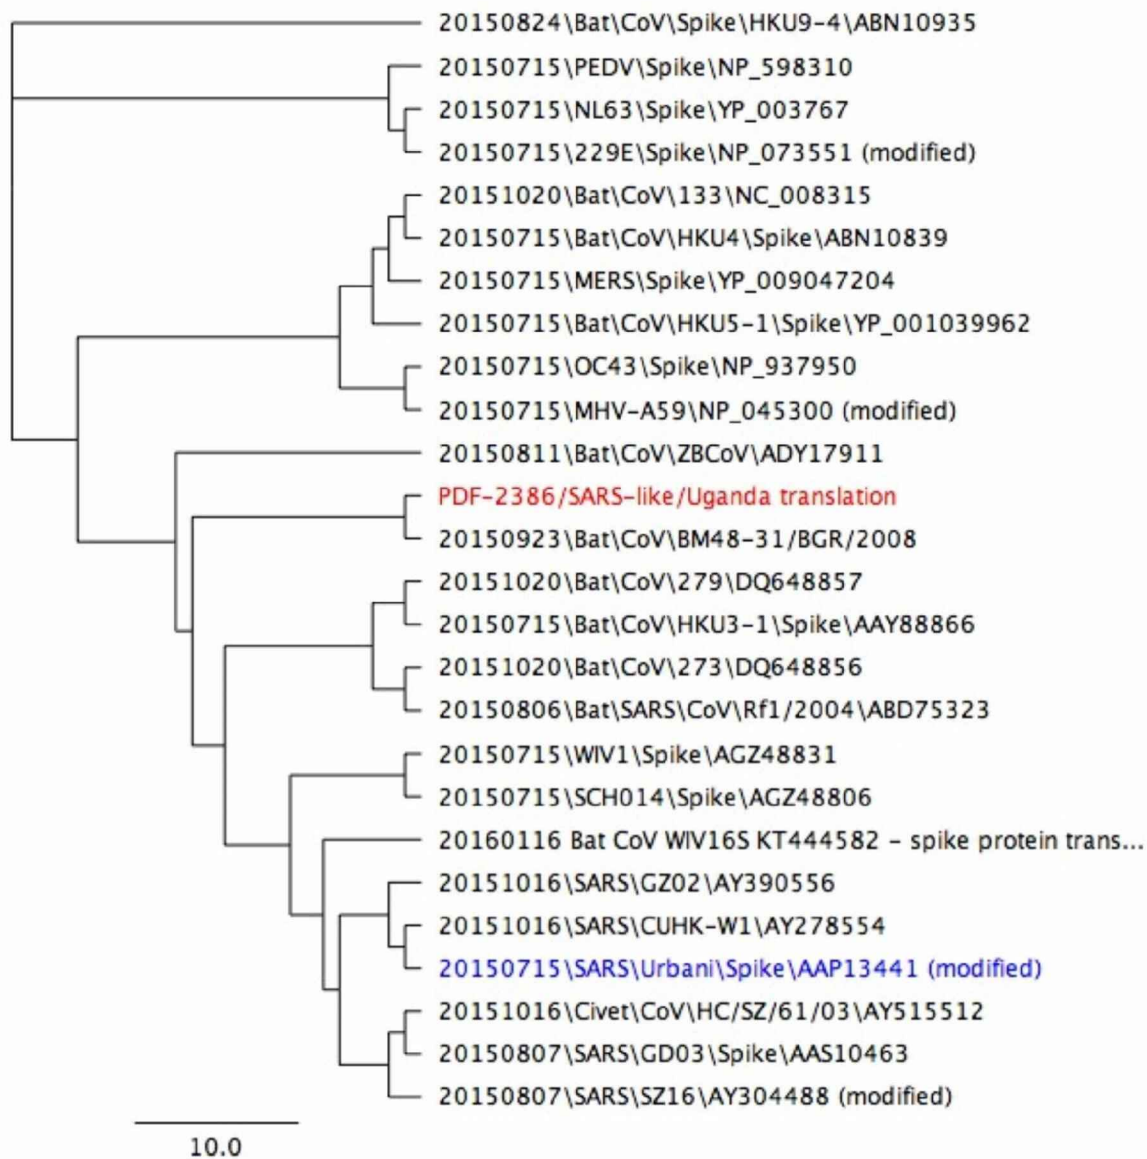 20150824\Bat\CoV\Spike\HKU9-4\ABN10935
20150715\PEDV\Spike\NP_598310
20150715\NL63\Spike\YP_003767
20150715\229E\Spike\NP_073551 (modified)
20151020\Bat\CoV\133\NC_008315
20150715\Bat\CoV\HKU4\Spike\ABN10839
20150715\MERS\Spike\YP_009047204
20150715\Bat\CoV\HKU5-1\Spike\YP_001039962
20150715\OC43\Spike\NP_937950
20150715\MHV-A59\NP_045300 (modified)
20150811\Bat\CoV\ZBCoV\ADY17911
PDF-2386/SARS-like/Uganda translation
20150923\Bat\CoV\BM48-31/BGR/2008
20151020\Bat\CoV\279\DQ648857
20150715\Bat\CoV\HKU3-1\Spike\AAY88866
20151020\Bat\CoV\273\DQ648856
20150806\Bat\SARS\CoV\Rf1/2004\ABD75323
20150715\WIV1\Spike\AGZ48831
20150715\SCH014\Spike\AGZ48806
20160116 Bat CoV WIV16S KT444582 - spike protein trans...
20151016\SARS\GZ02\AY390556
20151016\SARS\CUHK-W1\AY278554
20150715\SARS\Urbani\Spike\AAP13441 (modified)
20151016\Civet\CoV\HC/SZ/61/03\AY515512
20150807\SARS\GD03\Spike\AAS10463
20150807\SARS\SZ16\AY304488 (modified)
10.0